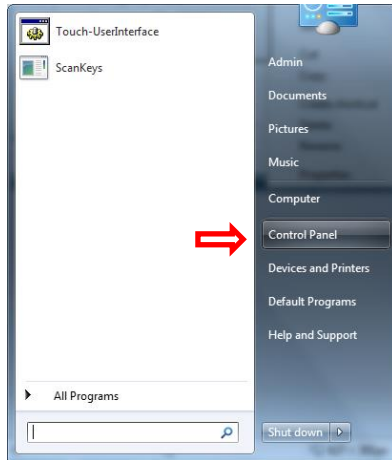 Touch-UserInterface
ScanKeys
All Programs
Admin
Documents
Pictures
Music
Computer
Control Panel
Devices and Printers
Default Programs
Help and Support
Shut down